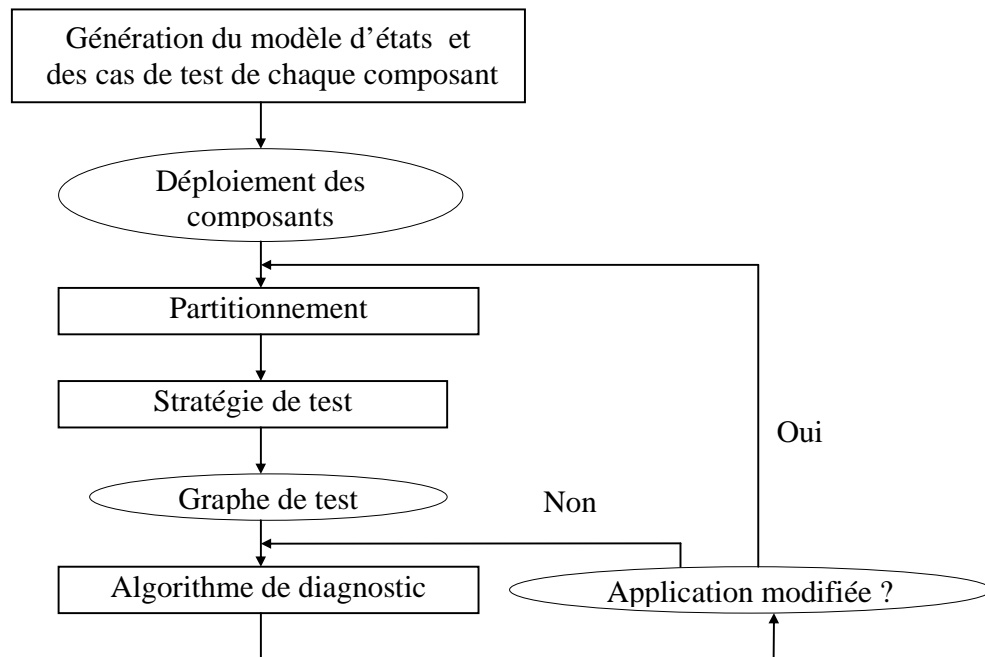 Génération du modèle d'états et
des cas de test de chaque composant
Déploiement des
composants
Partitionnement
Stratégie de test
Oui
Graphe de test
Non
Algorithme de diagnostic
Application modifiée ?